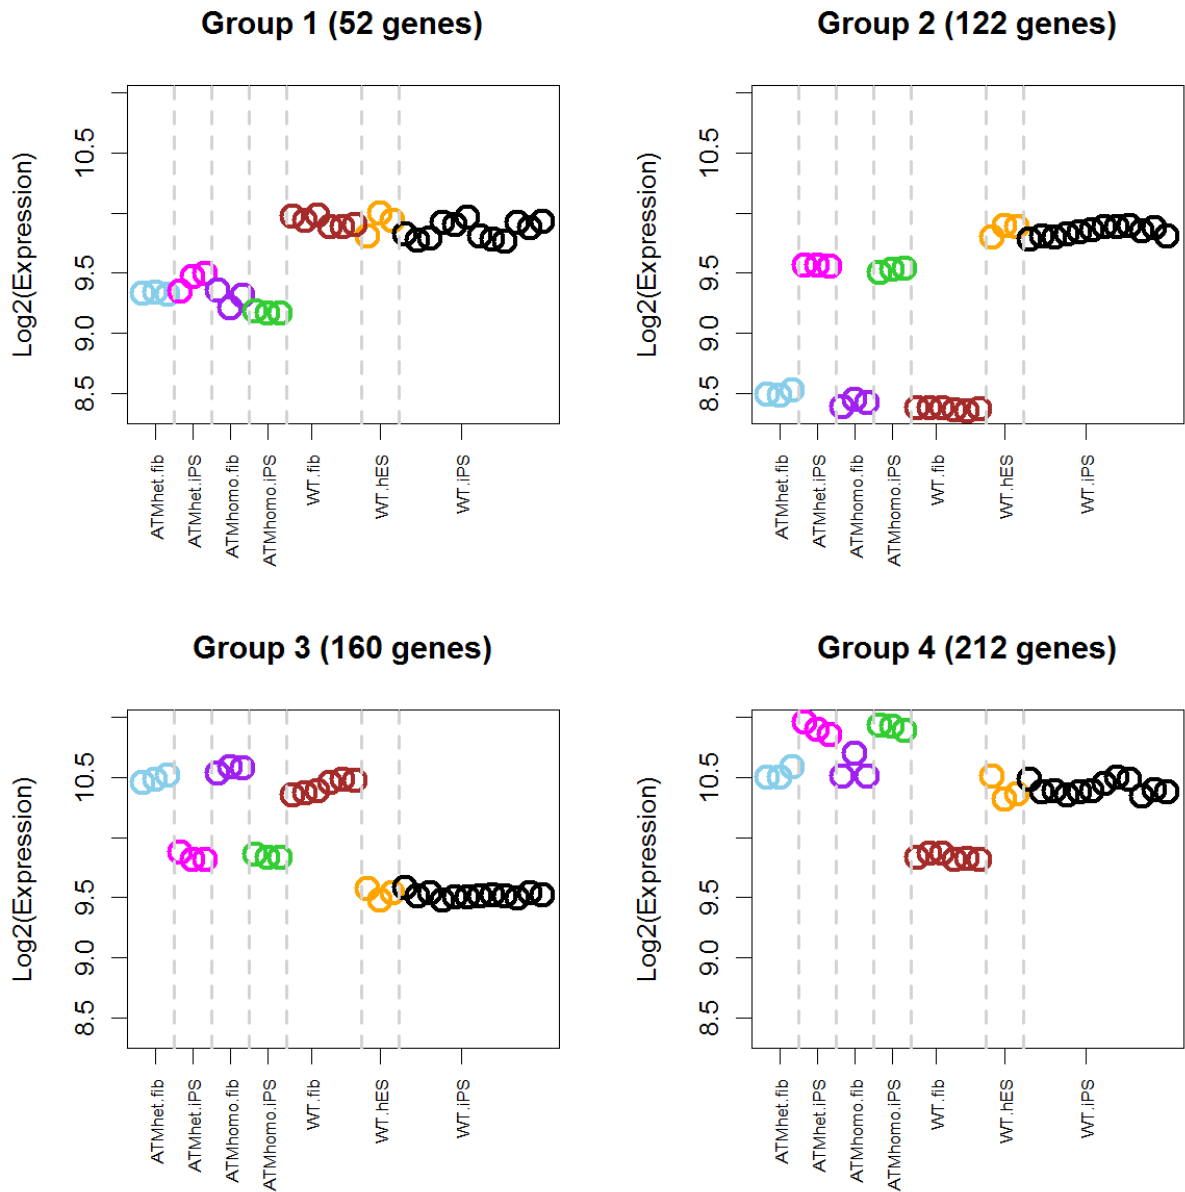 Group 1 (52 genes)
Log2(Expression)
10.5
9.5
9.0
8.5
ATMhet.fib
ATMhet.iPS
ATMhomo.fib
ATMhomo.iPS
WT.fib
WT.hES
WT.iPS
Group 2 (122 genes)
Log2(Expression)
10.5
9.5
9.0
8.5
ATMhet.fib
ATMhet.iPS
ATMhomo.fib
ATMhomo.iPS
WT.fib
WT.hES
WT.iPS
Group 3 (160 genes)
Log2(Expression)
10.5
9.5
9.0
8.5
ATMhet.fib
ATMhet.iPS
ATMhomo.fib
ATMhomo.iPS
WT.fib
WT.hES
WT.iPS
Group 4 (212 genes)
Log2(Expression)
10.5
9.5
9.0
8.5
ATMhet.fib
ATMhet.iPS
ATMhomo.fib
ATMhomo.iPS
WT.fib
WT.hES
WT.iPS